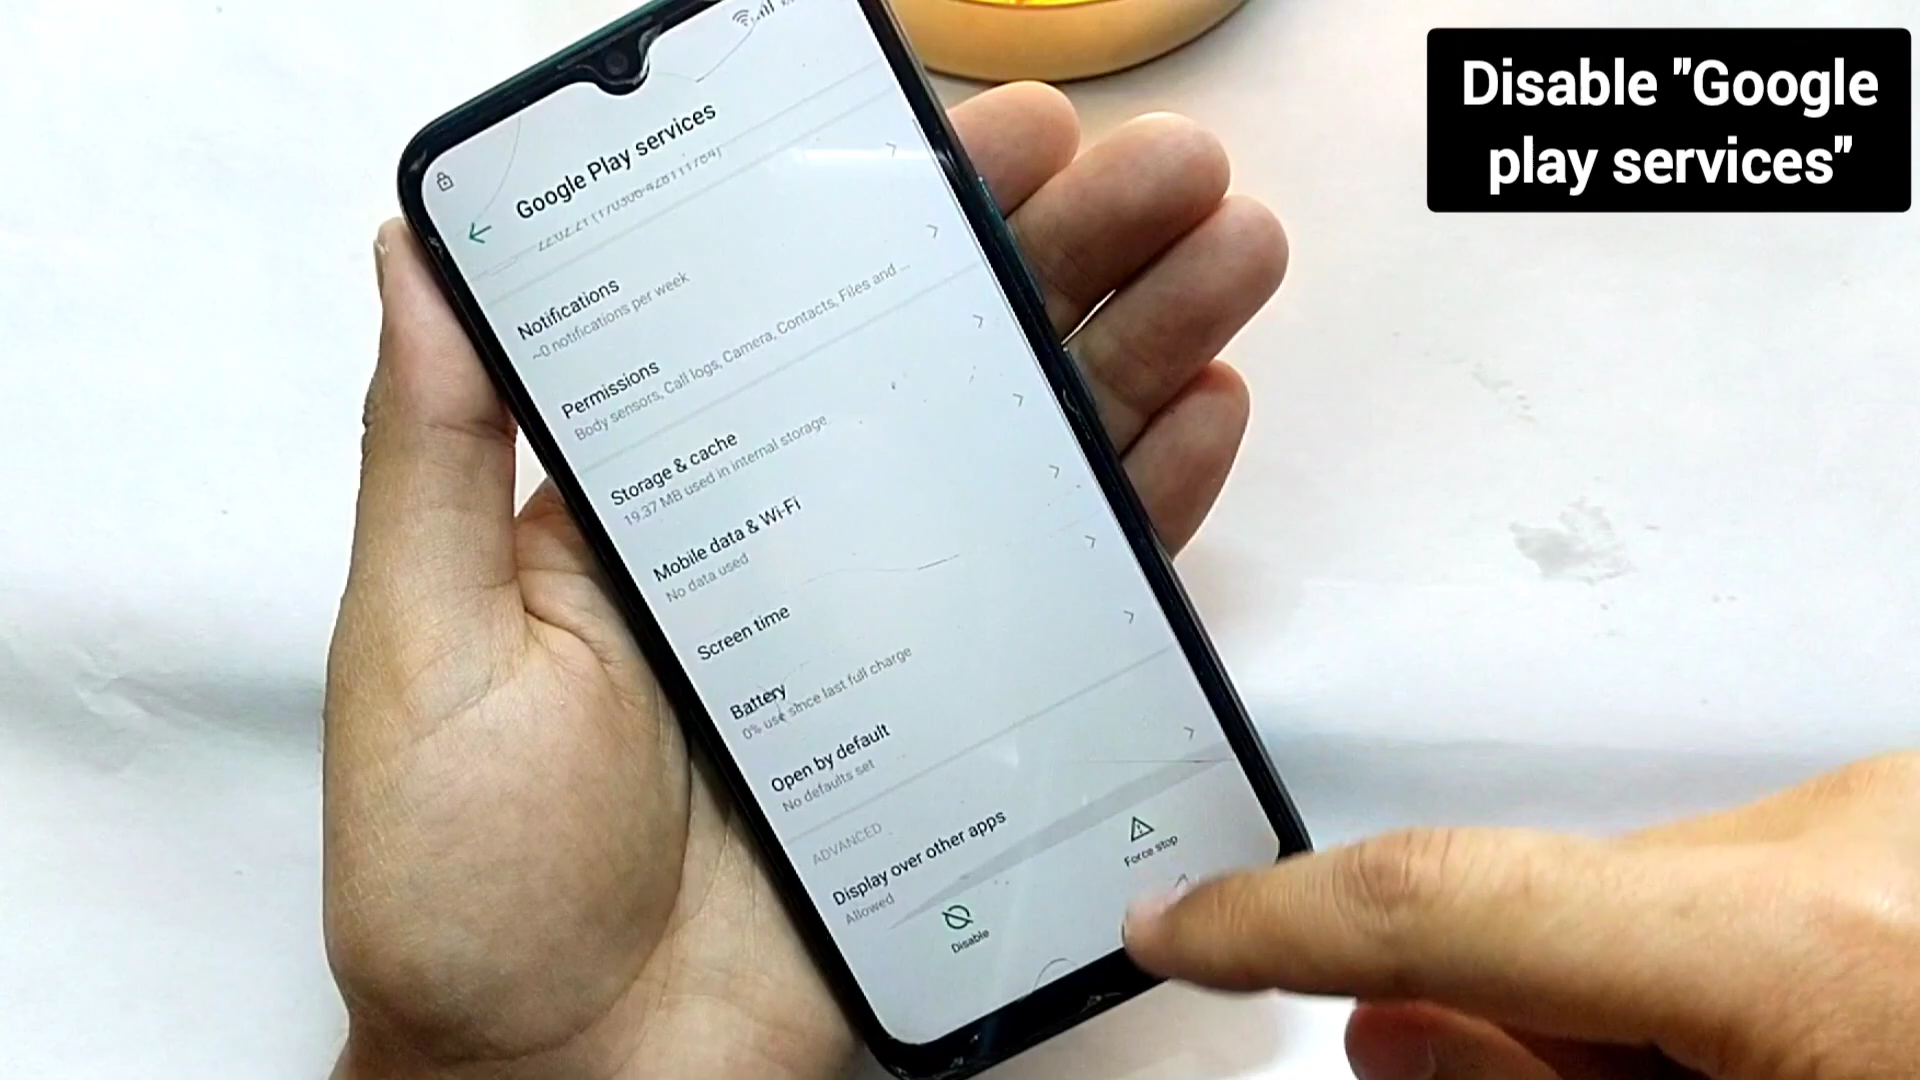 Disable "Google
play services"
Google Play services
Notifications
~0 notifications per week
Permissions
Body sensors, Call logs, Camera, Contacts, Files and ...
Storage & cache
19.37 MB used in internal storage
Mobile data & Wi-Fi
No data used
Screen time
Battery
0% use since last full charge
Open by default
No defaults set
ADVANCED
Display over other apps
Allowed
Force stop
Disable